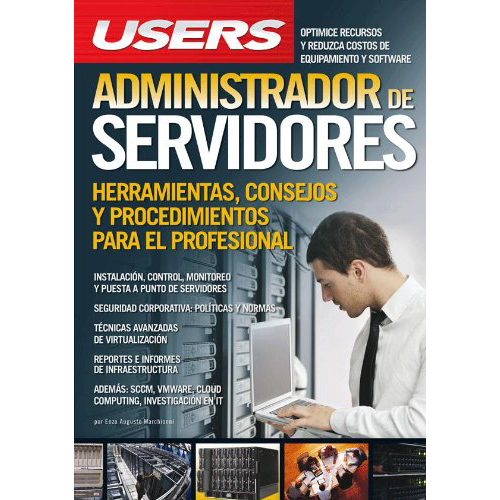 USERS
OPTIMICE RECURSOS
Y REDUZCA COSTOS DE
EQUIPAMIENTO Y SOFTWARE
ADMINISTRADOR DE
SERVIDORES
HERRAMIENTAS, CONSEJOS
Y PROCEDIMIENTOS
PARA EL PROFESIONAL
INSTALACIÓN, CONTROL, MONITOREO
Y PUESTA A PUNTO DE SERVIDORES
SEGURIDAD CORPORATIVA: POLÍTICAS Y NORMAS
TÉCNICAS AVANZADAS
DE VIRTUALIZACIÓN
REPORTES E INFORMES
DE INFRAESTRUCTURA
ADEMÁS: SCCM, VMWARE, CLOUD
COMPUTING, INVESTIGACIÓN EN IT
por Enzo Augusto Marchionni